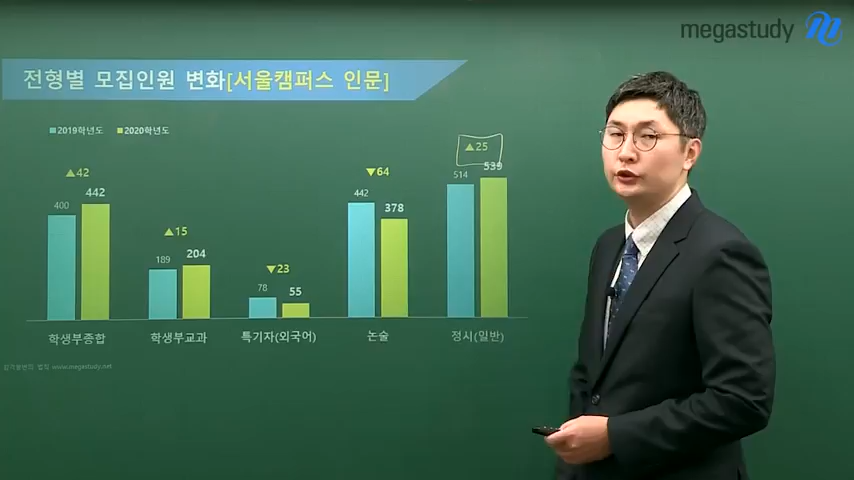 megastudy
전형별 모집인원 변화[서울캠퍼스 인문]
2019학년도 2020학년도
▲42 ▲15 ▼23 ▼64 ▲25
400 442 189 204 78 55 442 378 514 539
학생부종합 학생부교과 특기자(외국어) 논술 정시(일반)
www.megastudy.net